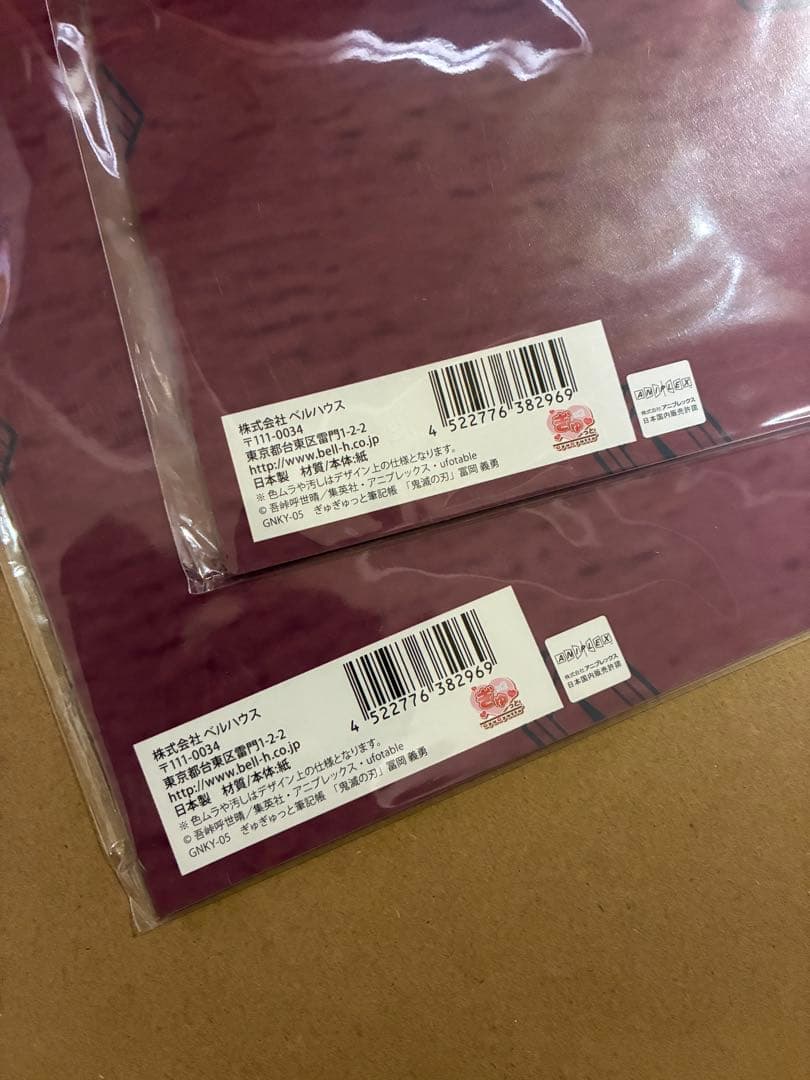 4 522776 382969
株式会社 ベルハウス
〒111-0034
東京都台東区雷門1-2-2
http://www.bell-h.co.jp
日本製 材質/本体:紙
※ 色ムラや汚しはデザイン上の仕様となります。
© 吾峠呼世晴／集英社・アニプレックス・ufotable
GNKY-05 ぎゅぎゅっと筆記帳 「鬼滅の刃」冨岡 義勇
ぎゅ
っと!
ANIPLEX
株式会社 アニプレックス
日本国内販売許諾
4 522776 382969
株式会社 ベルハウス
〒111-0034
東京都台東区雷門1-2-2
http://www.bell-h.co.jp
日本製 材質/本体:紙
※ 色ムラや汚しはデザイン上の仕様となります。
© 吾峠呼世晴／集英社・アニプレックス・ufotable
GNKY-05 ぎゅぎゅっと筆記帳 「鬼滅の刃」冨岡 義勇
ぎゅ
っと!
ANIPLEX
株式会社 アニプレックス
日本国内販売許諾